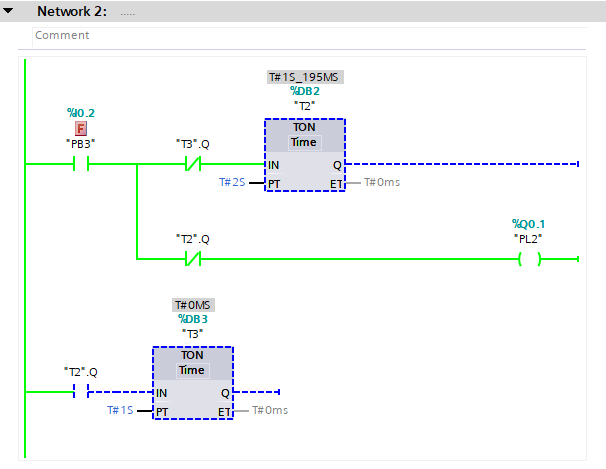 Network 2: .....
Comment
T#1S_195MS
%DB2
"T2"
%I0.2
F
"PB3"
"T3".Q
TON
Time
IN
Q
T#2S
PT
ET
T#0ms
"T2".Q
%Q0.1
"PL2"
T#0MS
%DB3
"T3"
"T2".Q
TON
Time
IN
Q
T#1S
PT
ET
T#0ms